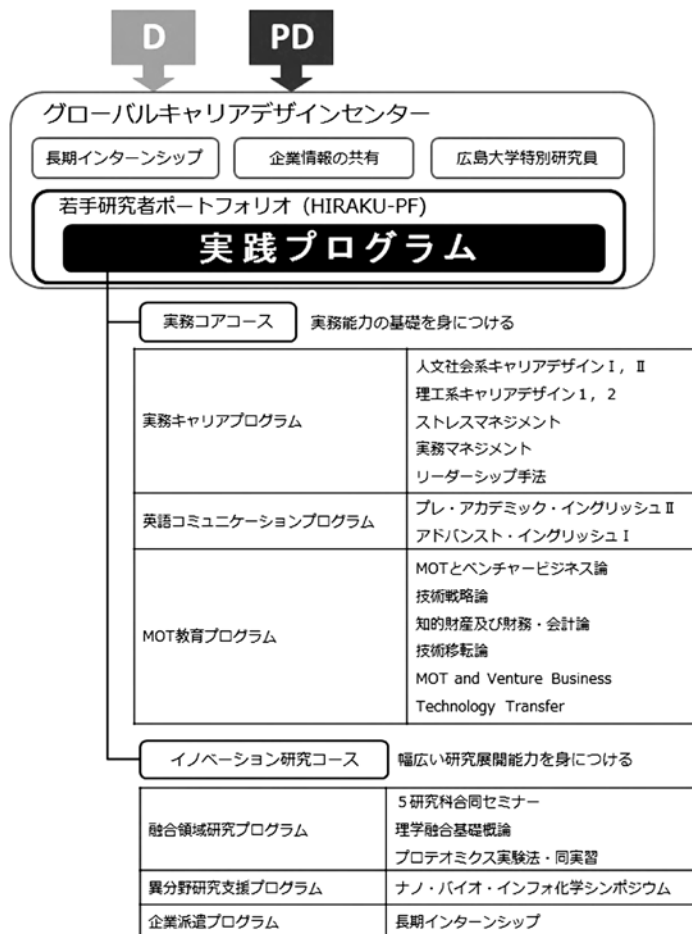 D
PD
グローバルキャリアデザインセンター
長期インターンシップ
企業情報の共有
広島大学特別研究員
若手研究者ポートフォリオ (HIRAKU-PF)
実践プログラム
実務コアコース
実務能力の基礎を身につける
実務キャリアプログラム
人文社会系キャリアデザインⅠ，Ⅱ
理工系キャリアデザイン１，２
ストレスマネジメント
実務マネジメント
リーダーシップ手法
英語コミュニケーションプログラム
プレ・アカデミック・イングリッシュⅡ
アドバンスト・イングリッシュⅠ
MOT教育プログラム
MOTとベンチャービジネス論
技術戦略論
知的財産及び財務・会計論
技術移転論
MOT and Venture Business
Technology Transfer
イノベーション研究コース
幅広い研究展開能力を身につける
融合領域研究プログラム
５研究科合同セミナー
理学融合基礎概論
プロテオミクス実験法・同実習
異分野研究支援プログラム
ナノ・バイオ・インフォ化学シンポジウム
企業派遣プログラム
長期インターンシップ